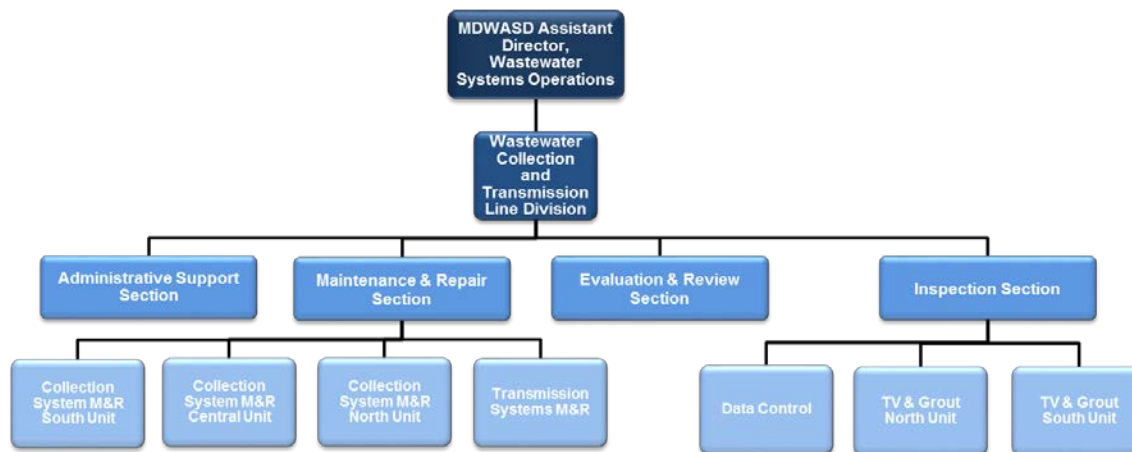 MDWASD Assistant
Director,
Wastewater
Systems Operations
Wastewater
Collection
and
Transmission
Line Division
Administrative Support
Section
Maintenance & Repair
Section
Evaluation & Review
Section
Inspection Section
Collection
System M&R
South Unit
Collection
System M&R
Central Unit
Collection
System M&R
North Unit
Transmission
Systems M&R
Data Control
TV & Grout
North Unit
TV & Grout
South Unit